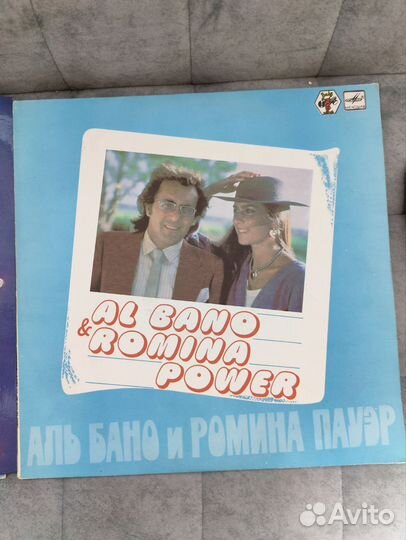 AL BANO
& ROMINA
POWER
АЛЬ БАНО и РОМИНА ПАУЭР
Avito